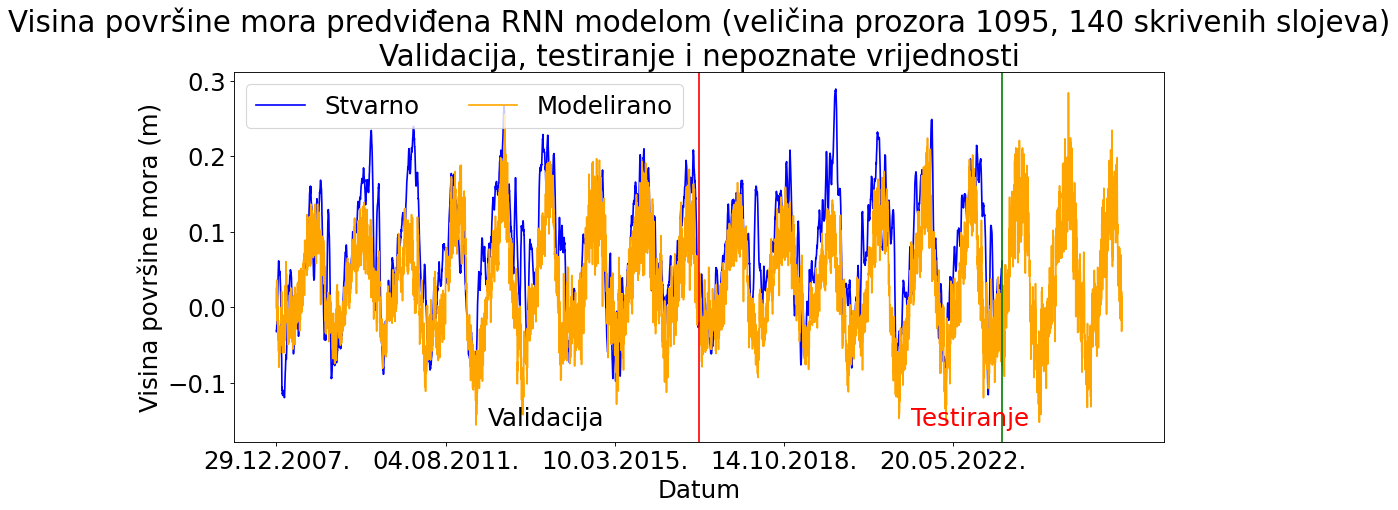 Visina površine mora predviđena RNN modelom (veličina prozora 1095, 140 skrivenih slojeva)
Validacija, testiranje i nepoznate vrijednosti
Stvarno
Modelirano
0.3
0.2
0.1
0.0
−0.1
Visina površine mora (m)
Validacija
Testiranje
29.12.2007.
04.08.2011.
10.03.2015.
14.10.2018.
20.05.2022.
Datum